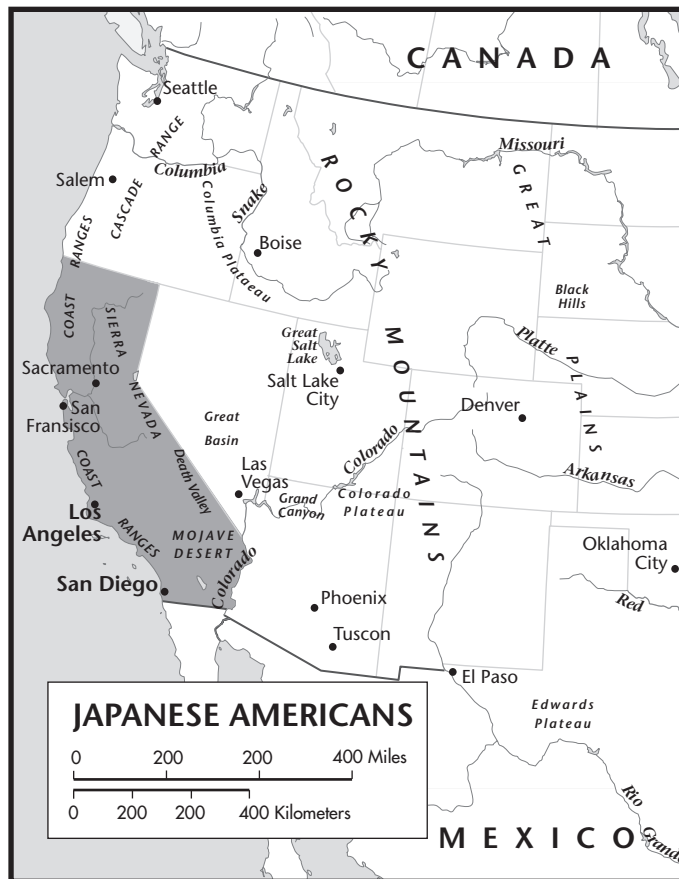 CANADA
Seattle
CASCADE RANGE
Columbia
Salem
COAST RANGES
Columbia Plataeau
Snake
Boise
ROCKY MOUNTAINS
Missouri
GREAT PLAINS
Black
Hills
Platte
SIERRA NEVADA
Great
Salt
Lake
Salt Lake
City
Sacramento
San
Fransisco
Great
Basin
Denver
Colorado
Arkansas
Death Valley
Las
Vegas
Grand
Canyon
Colorado
Plateau
COAST RANGES
Los
Angeles
MOJAVE
DESERT
Colorado
San Diego
Oklahoma
City
Red
Phoenix
Tuscon
El Paso
Edwards
Plateau
Rio Grande
MEXICO
JAPANESE AMERICANS
0 200 200 400 Miles
0 200 200 400 Kilometers